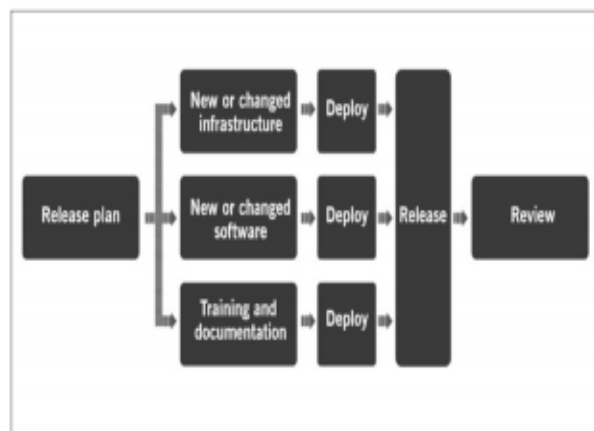 Release plan
New or changed
infrastructure
Deploy
New or changed
software
Deploy
Training and
documentation
Deploy
Release
Review